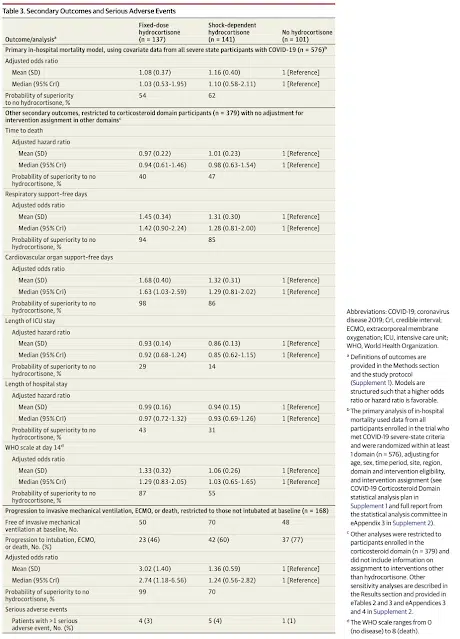 Table 3. Secondary Outcomes and Serious Adverse Events
Outcome/analysisᵃ
Fixed-dose
hydrocortisone
(n = 137)
Shock-dependent
hydrocortisone
(n = 141)
No hydrocortisone
(n = 101)
Primary in-hospital mortality model, using covariate data from all severe state participants with COVID-19 (n = 576)ᵇ
Adjusted odds ratio
Mean (SD) 1.08 (0.37) 1.16 (0.40) 1 [Reference]
Median (95% CrI) 1.03 (0.53-1.95) 1.10 (0.58-2.11) 1 [Reference]
Probability of superiority 54 62
to no hydrocortisone, %
Other secondary outcomes, restricted to corticosteroid domain participants (n = 379) with no adjustment for
intervention assignment in other domainsᶜ
Time to death
Adjusted hazard ratio
Mean (SD) 0.97 (0.22) 1.01 (0.23) 1 [Reference]
Median (95% CrI) 0.94 (0.61-1.46) 0.98 (0.63-1.54) 1 [Reference]
Probability of superiority to no 40 47
hydrocortisone, %
Respiratory support-free days
Adjusted odds ratio
Mean (SD) 1.45 (0.34) 1.31 (0.30) 1 [Reference]
Median (95% CrI) 1.42 (0.90-2.24) 1.28 (0.81-2.00) 1 [Reference]
Probability of superiority to no 94 85
hydrocortisone, %
Cardiovascular organ support-free days
Adjusted odds ratio
Mean (SD) 1.68 (0.40) 1.32 (0.31) 1 [Reference]
Median (95% CrI) 1.63 (1.03-2.59) 1.29 (0.81-2.02) 1 [Reference]
Probability of superiority to no 98 86
hydrocortisone, %
Length of ICU stay
Adjusted hazard ratio
Mean (SD) 0.93 (0.14) 0.86 (0.13) 1 [Reference]
Median (95% CrI) 0.92 (0.68-1.24) 0.85 (0.62-1.15) 1 [Reference]
Probability of superiority to no 29 14
hydrocortisone, %
Length of hospital stay
Adjusted hazard ratio
Mean (SD) 0.99 (0.16) 0.94 (0.15) 1 [Reference]
Median (95% CrI) 0.97 (0.72-1.32) 0.93 (0.69-1.26) 1 [Reference]
Probability of superiority to no 43 31
hydrocortisone, %
WHO scale at day 14ᵈ
Adjusted odds ratio
Mean (SD) 1.33 (0.32) 1.06 (0.26) 1 [Reference]
Median (95% CrI) 1.29 (0.83-2.05) 1.03 (0.65-1.65) 1 [Reference]
Probability of superiority to no 87 55
hydrocortisone, %
Progression to invasive mechanical ventilation, ECMO, or death, restricted to those not intubated at baseline (n = 168)
Free of invasive mechanical 50 70 48
ventilation at baseline, No.
Progression to intubation, ECMO, 23 (46) 42 (60) 37 (77)
or death, No. (%)
Adjusted odds ratio
Mean (SD) 3.02 (1.40) 1.36 (0.59) 1 [Reference]
Median (95% CrI) 2.74 (1.18-6.56) 1.24 (0.56-2.82) 1 [Reference]
Probability of superiority to no 99 70
hydrocortisone, %
Serious adverse events
Patients with >1 serious 4 (3) 5 (4) 1 (1)
adverse event, No. (%)
Abbreviations: COVID-19, coronavirus
disease 2019; CrI, credible interval;
ECMO, extracorporeal membrane
oxygenation; ICU, intensive care unit;
WHO, World Health Organization.
ᵃ Definitions of outcomes are
provided in the Methods section
and the study protocol
(Supplement 1). Models are
structured such that a higher odds
ratio or hazard ratio is favorable.
ᵇ The primary analysis of in-hospital
mortality used data from all
participants enrolled in the trial who
met COVID-19 severe-state criteria
and were randomized within at least
1 domain (n = 576), adjusting for
age, sex, time period, site, region,
domain and intervention eligibility,
and intervention assignment (see
COVID-19 Corticosteroid Domain
statistical analysis plan in
Supplement 1 and full report from
the statistical analysis committee in
eAppendix 3 in Supplement 2).
ᶜ Other analyses were restricted to
participants enrolled in the
corticosteroid domain (n = 379) and
did not include information on
assignment to interventions other
than hydrocortisone. Other
sensitivity analyses are described in
the Results section and provided in
eTables 2 and 3 and eAppendices 3
and 4 in Supplement 2.
ᵈ The WHO scale ranges from 0
(no disease) to 8 (death).